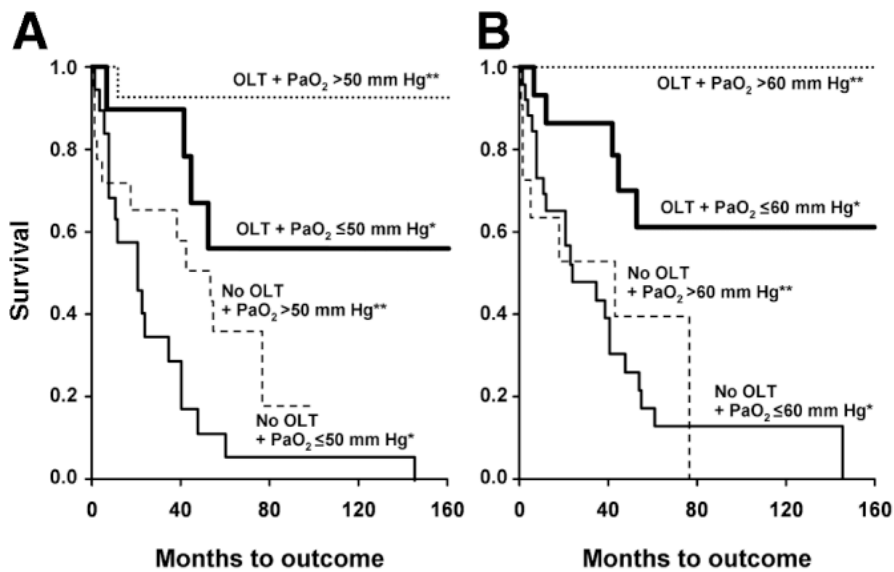 A
B
Survival
1.0
0.8
0.6
0.4
0.2
0.0
OLT + PaO₂ >50 mm Hg**
OLT + PaO₂ ≤50 mm Hg*
No OLT
+ PaO₂ >50 mm Hg**
No OLT
+ PaO₂ ≤50 mm Hg*
0 40 80 120 160
Months to outcome
1.0
0.8
0.6
0.4
0.2
0.0
OLT + PaO₂ >60 mm Hg**
OLT + PaO₂ ≤60 mm Hg*
No OLT
+ PaO₂ >60 mm Hg**
No OLT
+ PaO₂ ≤60 mm Hg*
0 40 80 120 160
Months to outcome